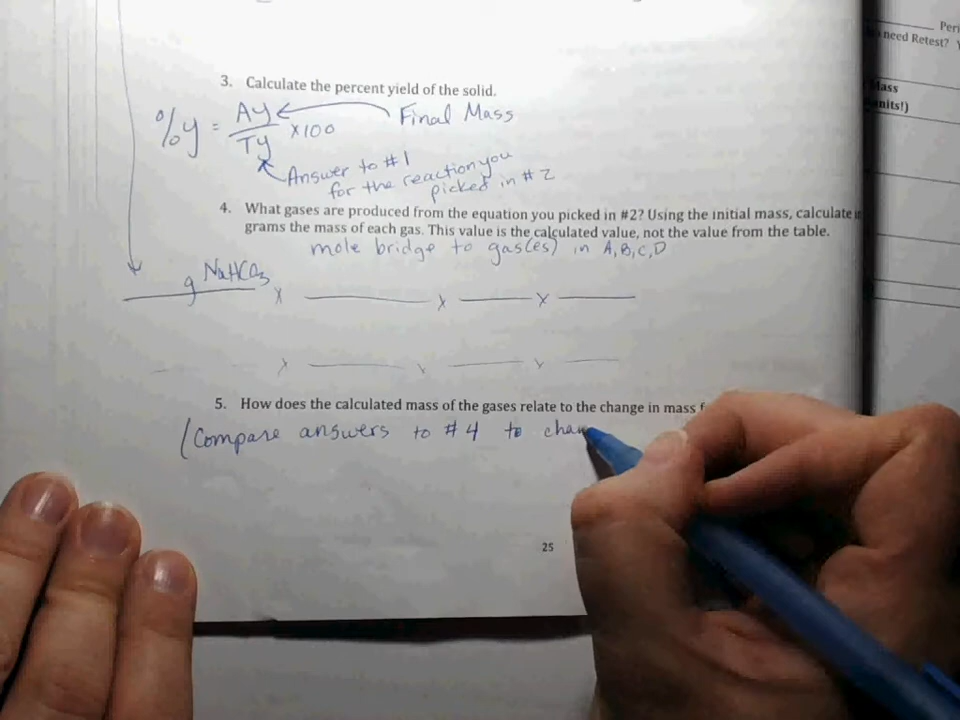 3. Calculate the percent yield of the solid.
%y = AY/TY x100
Final Mass
Answer to #1
for the reaction you
picked in #2
4. What gases are produced from the equation you picked in #2? Using the initial mass, calculate in
grams the mass of each gas. This value is the calculated value, not the value from the table.
mole bridge to gas(es) in A,B,C,D
g NaHCO3 x x x
x x x
5. How does the calculated mass of the gases relate to the change in mass
(Compare answers to #4 to chan
25
need Retest?
Mass